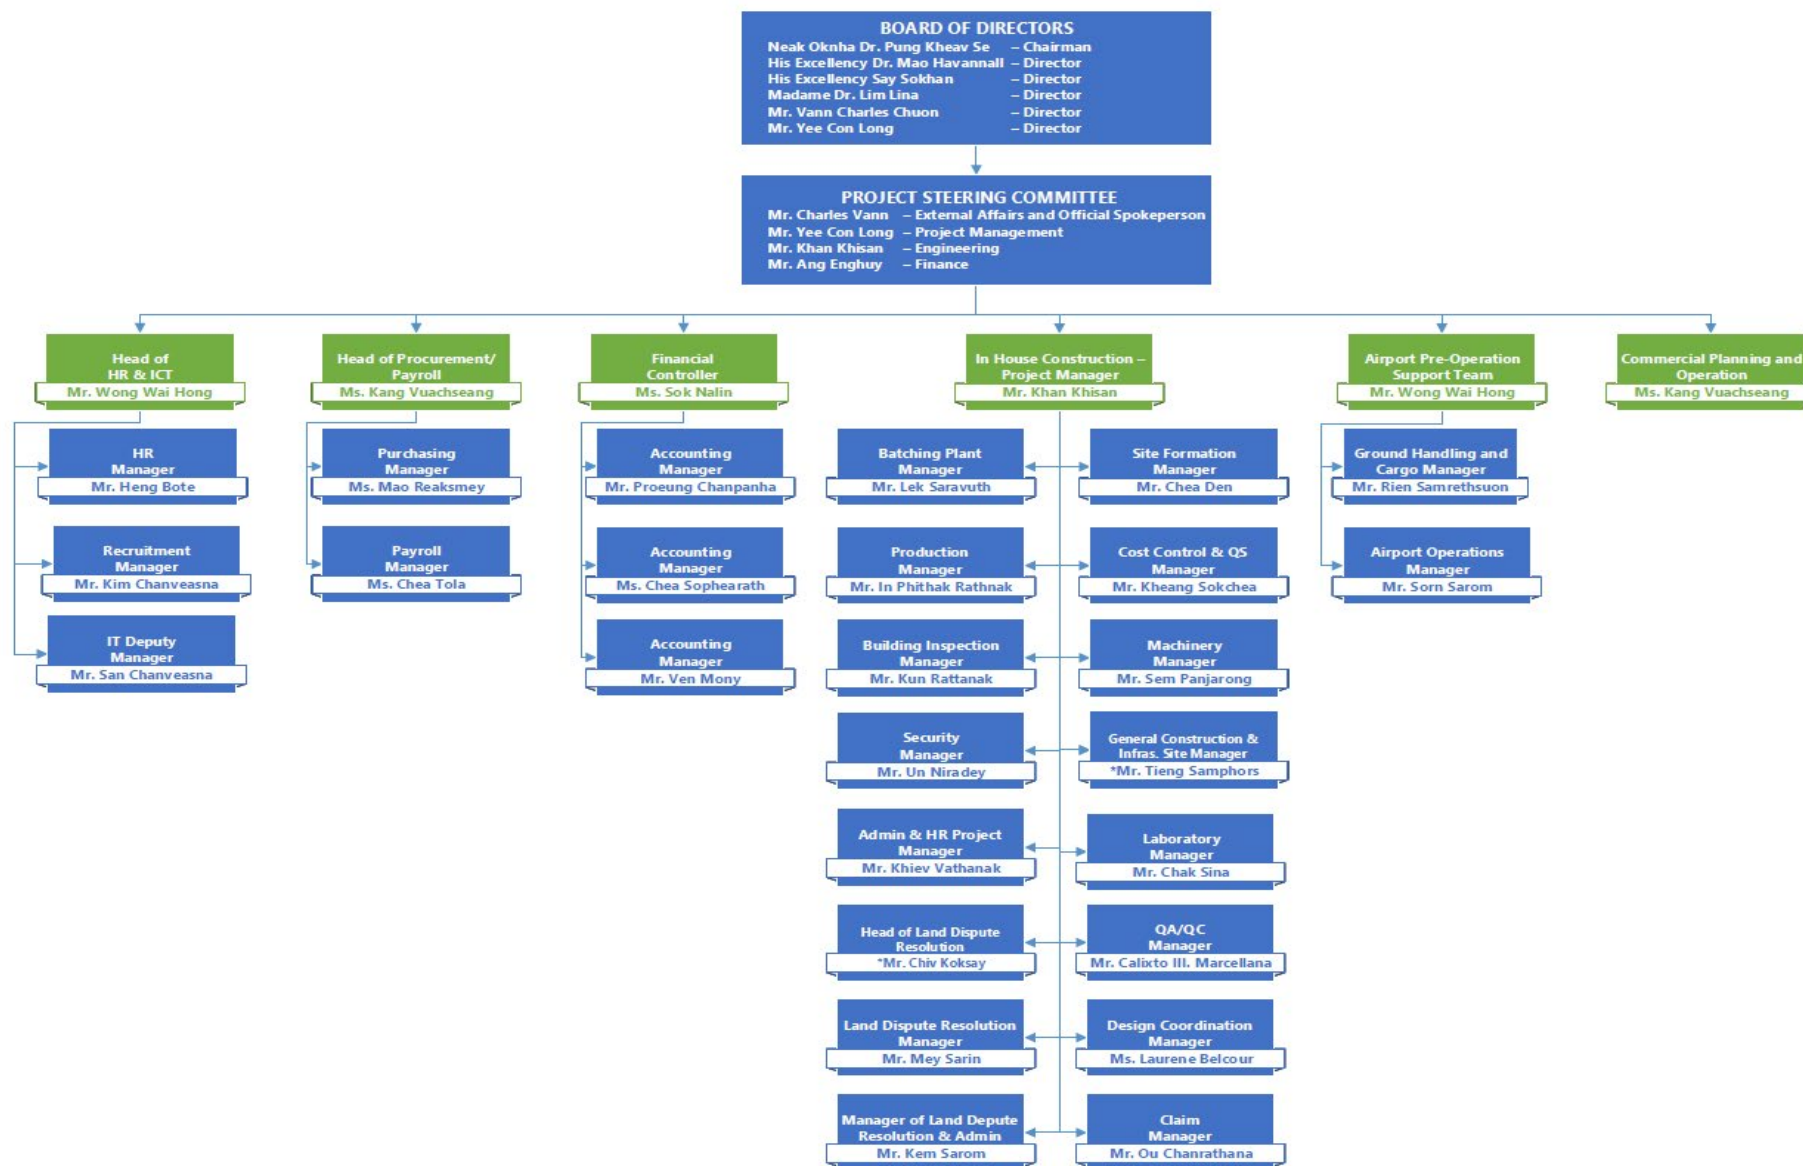 BOARD OF DIRECTORS
Neak Oknha Dr. Pung Kheav Se – Chairman
His Excellency Dr. Mao Havannall – Director
His Excellency Say Sokhan – Director
Madame Dr. Lim Lina – Director
Mr. Vann Charles Chuon – Director
Mr. Yee Con Long – Director
PROJECT STEERING COMMITTEE
Mr. Charles Vann – External Affairs and Official Spokeperson
Mr. Yee Con Long – Project Management
Mr. Khan Khisan – Engineering
Mr. Ang Enghuy – Finance
Head of
HR & ICT
Mr. Wong Wai Hong
Head of Procurement/
Payroll
Ms. Kang Vuachseang
Financial
Controller
Ms. Sok Nalin
In House Construction –
Project Manager
Mr. Khan Khisan
Airport Pre-Operation
Support Team
Mr. Wong Wai Hong
Commercial Planning and
Operation
Ms. Kang Vuachseang
HR
Manager
Mr. Heng Bote
Recruitment
Manager
Mr. Kim Chanveasna
IT Deputy
Manager
Mr. San Chanveasna
Purchasing
Manager
Ms. Mao Reaksmey
Payroll
Manager
Ms. Chea Tola
Accounting
Manager
Mr. Proeung Chanpanha
Accounting
Manager
Ms. Chea Sophearath
Accounting
Manager
Mr. Ven Mony
Batching Plant
Manager
Mr. Lek Saravuth
Site Formation
Manager
Mr. Chea Den
Production
Manager
Mr. In Phithak Rathnak
Cost Control & QS
Manager
Mr. Kheang Sokchea
Building Inspection
Manager
Mr. Kun Rattanak
Machinery
Manager
Mr. Sem Panjarong
Security
Manager
Mr. Un Niradey
General Construction &
Infras. Site Manager
*Mr. Tieng Samphors
Admin & HR Project
Manager
Mr. Khiev Vathanak
Laboratory
Manager
Mr. Chak Sina
Head of Land Dispute
Resolution
*Mr. Chiv Koksay
QA/QC
Manager
Mr. Calixto III. Marcellana
Land Dispute Resolution
Manager
Mr. Mey Sarin
Design Coordination
Manager
Ms. Laurene Belcour
Manager of Land Depute
Resolution & Admin
Mr. Kem Sarom
Claim
Manager
Mr. Ou Chanrathana
Ground Handling and
Cargo Manager
Mr. Rien Samrethsuon
Airport Operations
Manager
Mr. Sorn Sarom